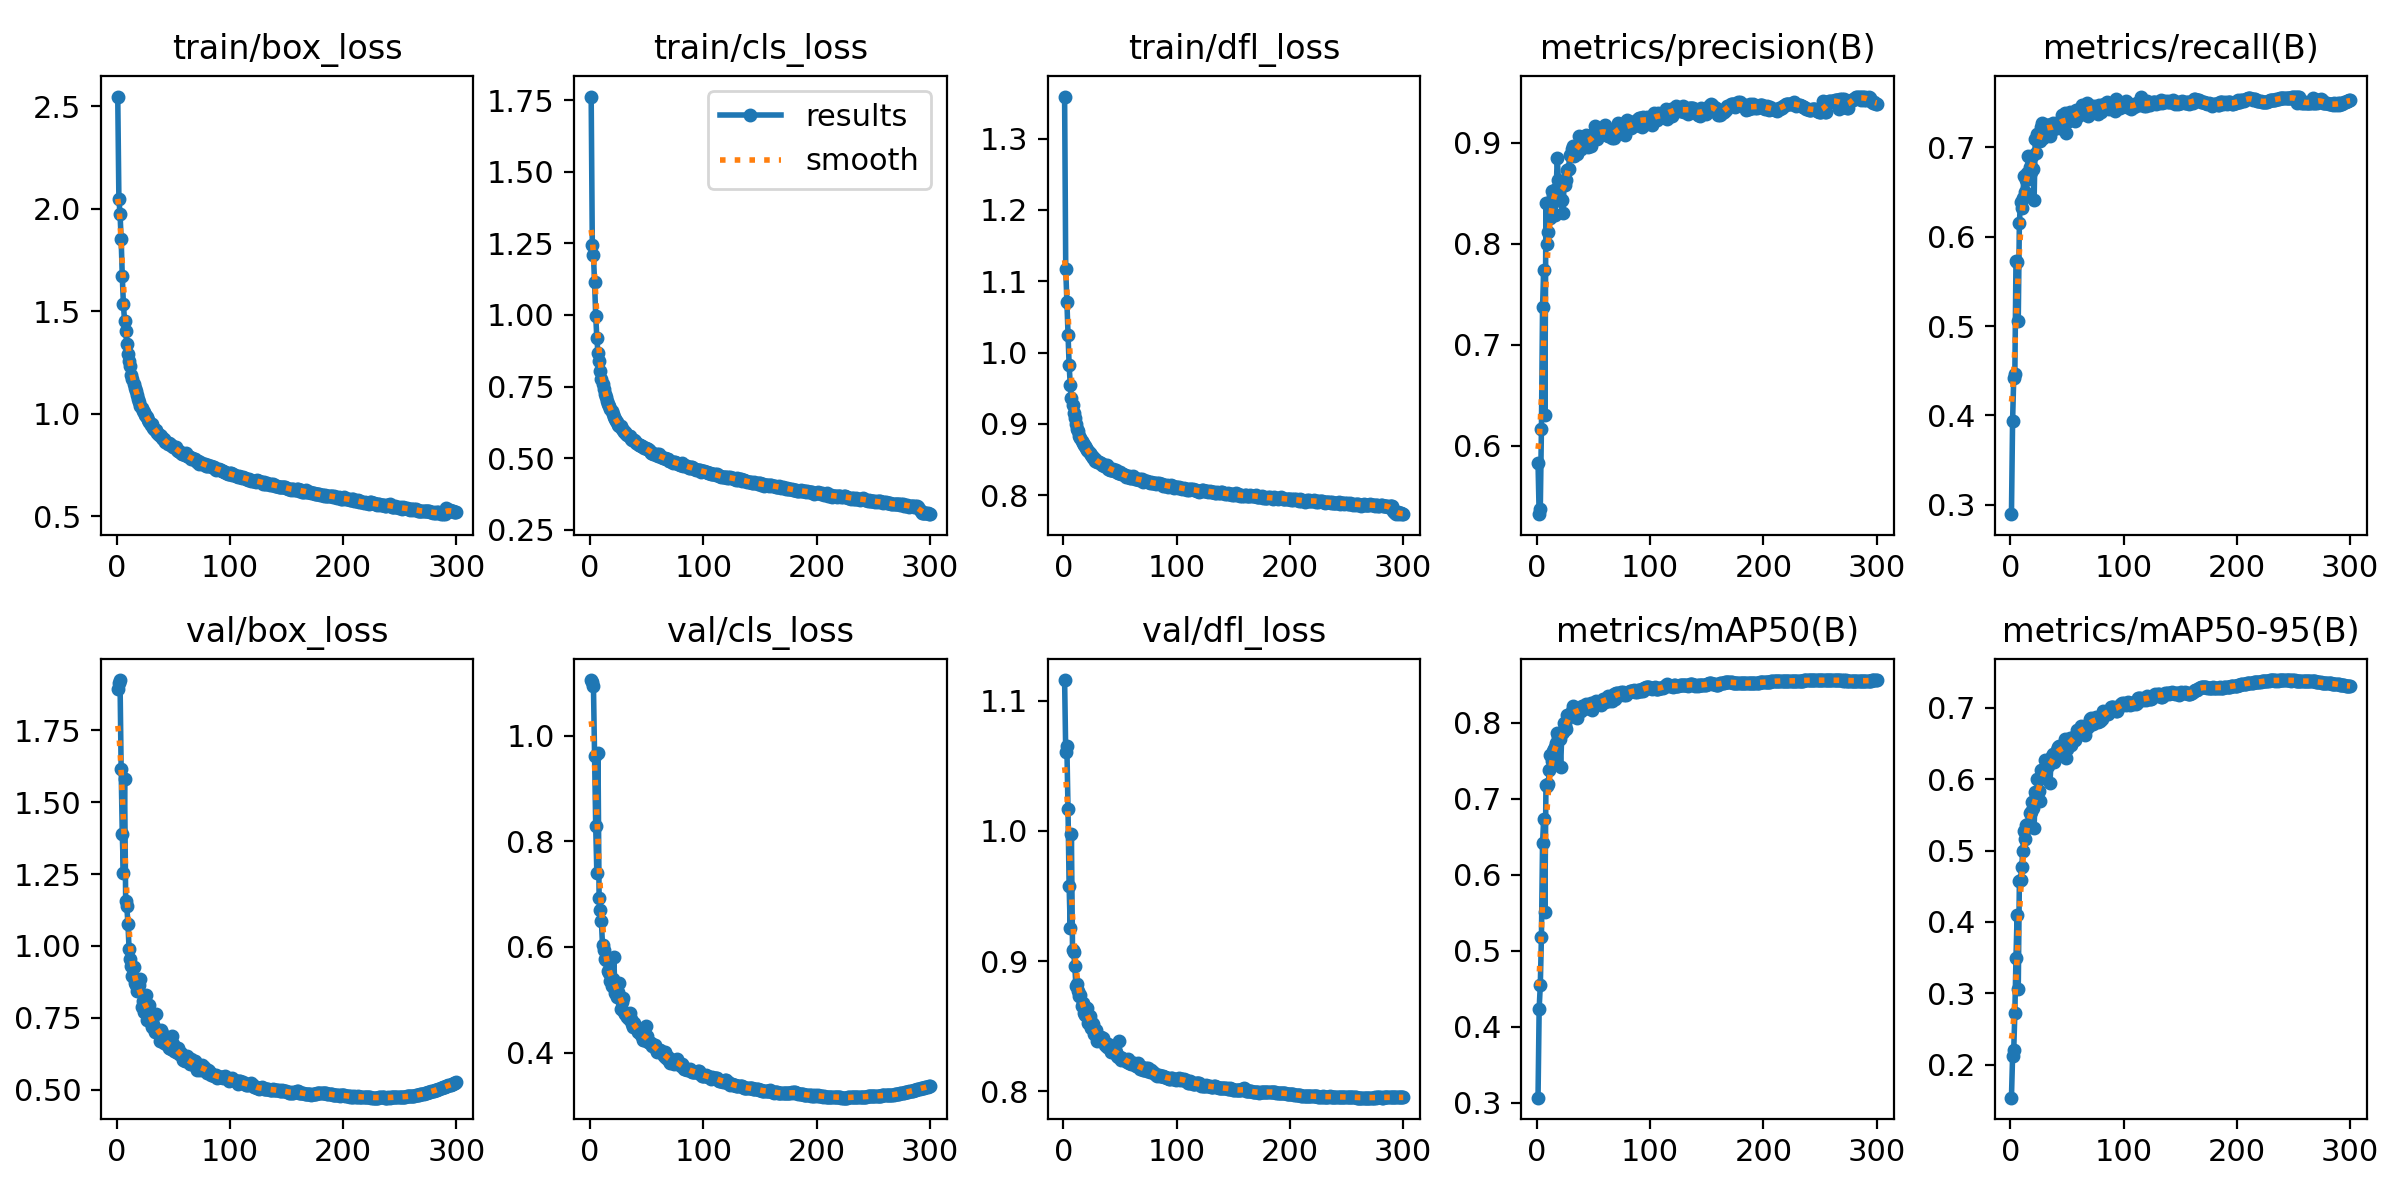 train/box_loss
2.5
2.0
1.5
1.0
0.5
0 100 200 300
train/cls_loss
results
smooth
1.75
1.50
1.25
1.00
0.75
0.50
0.25
0 100 200 300
train/dfl_loss
1.3
1.2
1.1
1.0
0.9
0.8
0 100 200 300
metrics/precision(B)
0.9
0.8
0.7
0.6
0 100 200 300
metrics/recall(B)
0.7
0.6
0.5
0.4
0.3
0 100 200 300
val/box_loss
1.75
1.50
1.25
1.00
0.75
0.50
0 100 200 300
val/cls_loss
1.0
0.8
0.6
0.4
0 100 200 300
val/dfl_loss
1.1
1.0
0.9
0.8
0 100 200 300
metrics/mAP50(B)
0.8
0.7
0.6
0.5
0.4
0.3
0 100 200 300
metrics/mAP50-95(B)
0.7
0.6
0.5
0.4
0.3
0.2
0 100 200 300